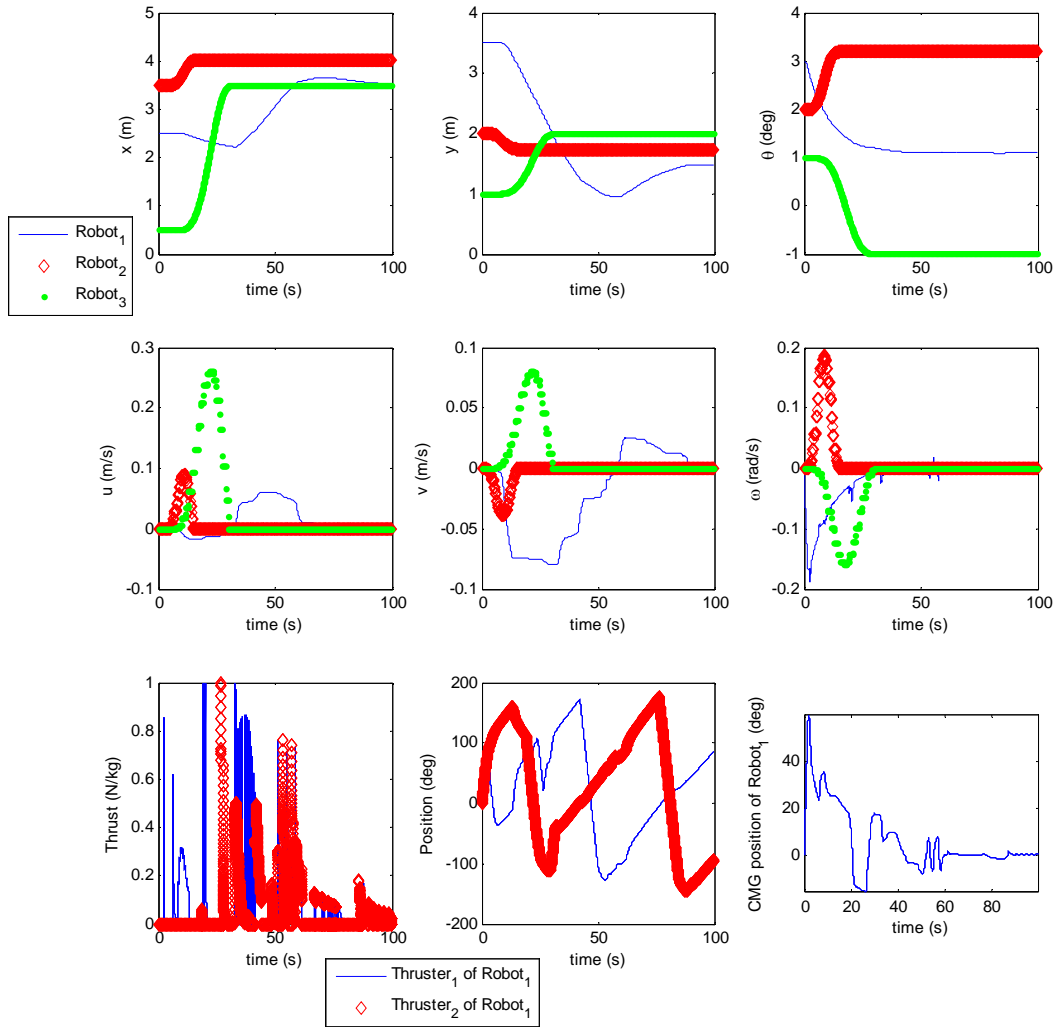 5
4
3
2
1
0
x (m)
0 50 100
time (s)
4
3
2
1
0
y (m)
0 50 100
time (s)
4
3
2
1
0
-1
θ (deg)
0 50 100
time (s)
Robot1
Robot2
Robot3
0.3
0.2
0.1
0
-0.1
u (m/s)
0 50 100
time (s)
0.1
0.05
0
-0.05
-0.1
v (m/s)
0 50 100
time (s)
0.2
0.1
0
-0.1
-0.2
ω (rad/s)
0 50 100
time (s)
1
0.8
0.6
0.4
0.2
0
Thrust (N/kg)
0 50 100
time (s)
200
100
0
-100
-200
Position (deg)
0 50 100
time (s)
40
20
0
CMG position of Robot1 (deg)
0 20 40 60 80
time (s)
Thruster1 of Robot1
Thruster2 of Robot1